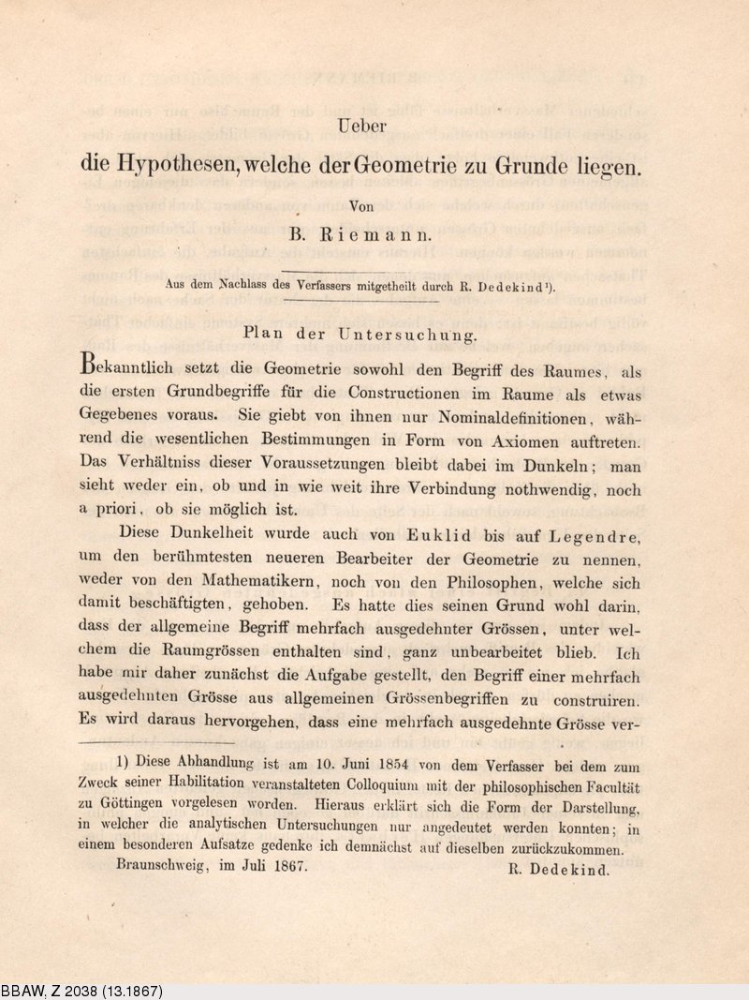 Ueber
die Hypothesen, welche der Geometrie zu Grunde liegen.
Von
B. Riemann.
Aus dem Nachlass des Verfassers mitgetheilt durch R. Dedekind¹).
Plan der Untersuchung.
Bekanntlich setzt die Geometrie sowohl den Begriff des Raumes, als
die ersten Grundbegriffe für die Constructionen im Raume als etwas
Gegebenes voraus. Sie giebt von ihnen nur Nominaldefinitionen, wäh-
rend die wesentlichen Bestimmungen in Form von Axiomen auftreten.
Das Verhältniss dieser Voraussetzungen bleibt dabei im Dunkeln; man
sieht weder ein, ob und in wie weit ihre Verbindung nothwendig, noch
a priori, ob sie möglich ist.
Diese Dunkelheit wurde auch von Euklid bis auf Legendre,
um den berühmtesten neueren Bearbeiter der Geometrie zu nennen,
weder von den Mathematikern, noch von den Philosophen, welche sich
damit beschäftigten, gehoben. Es hatte dies seinen Grund wohl darin,
dass der allgemeine Begriff mehrfach ausgedehnter Grössen, unter wel-
chem die Raumgrössen enthalten sind, ganz unbearbeitet blieb. Ich
habe mir daher zunächst die Aufgabe gestellt, den Begriff einer mehrfach
ausgedehnten Grösse aus allgemeinen Grössenbegriffen zu construiren.
Es wird daraus hervorgehen, dass eine mehrfach ausgedehnte Grösse ver-
1) Diese Abhandlung ist am 10. Juni 1854 von dem Verfasser bei dem zum
Zweck seiner Habilitation veranstalteten Colloquium mit der philosophischen Facultät
zu Göttingen vorgelesen worden. Hieraus erklärt sich die Form der Darstellung,
in welcher die analytischen Untersuchungen nur angedeutet werden konnten; in
einem besonderen Aufsatze gedenke ich demnächst auf dieselben zurückzukommen.
Braunschweig, im Juli 1867. R. Dedekind.
BBAW, Z 2038 (13.1867)